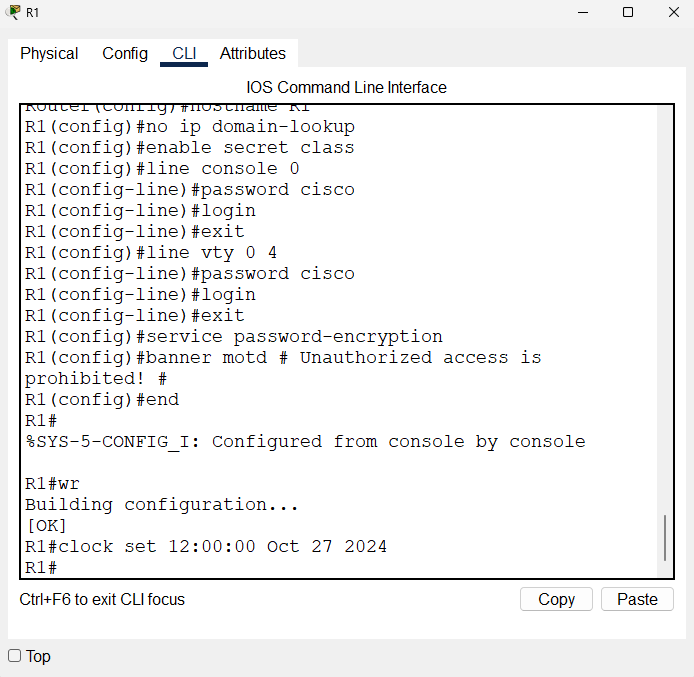 R1
Physical Config CLI Attributes
IOS Command Line Interface
Router(config)#hostname R1
R1(config)#no ip domain-lookup
R1(config)#enable secret class
R1(config)#line console 0
R1(config-line)#password cisco
R1(config-line)#login
R1(config-line)#exit
R1(config)#line vty 0 4
R1(config-line)#password cisco
R1(config-line)#login
R1(config-line)#exit
R1(config)#service password-encryption
R1(config)#banner motd # Unauthorized access is
prohibited! #
R1(config)#end
R1#
%SYS-5-CONFIG_I: Configured from console by console
R1#wr
Building configuration...
[OK]
R1#clock set 12:00:00 Oct 27 2024
R1#
Ctrl+F6 to exit CLI focus Copy Paste
Top